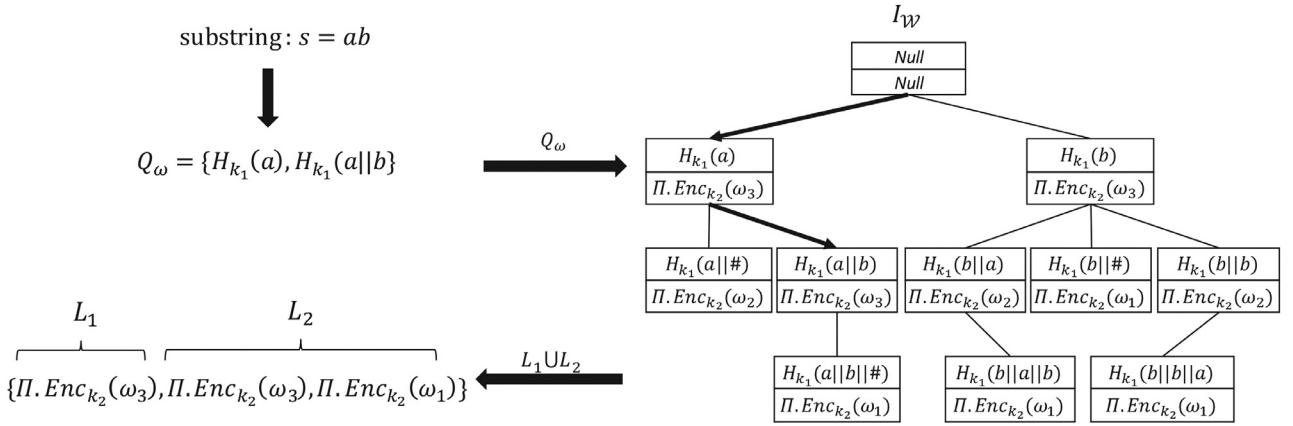 substring: s = ab
Q_ω = {H_{k_1}(a), H_{k_1}(a||b}
Q_ω
I_𝒲
Null
Null
H_{k_1}(a)
Π.Enc_{k_2}(ω_3)
H_{k_1}(b)
Π.Enc_{k_2}(ω_3)
H_{k_1}(a||#)
Π.Enc_{k_2}(ω_2)
H_{k_1}(a||b)
Π.Enc_{k_2}(ω_3)
H_{k_1}(b||a)
Π.Enc_{k_2}(ω_2)
H_{k_1}(b||#)
Π.Enc_{k_2}(ω_1)
H_{k_1}(b||b)
Π.Enc_{k_2}(ω_2)
H_{k_1}(a||b||#)
Π.Enc_{k_2}(ω_1)
H_{k_1}(b||a||b)
Π.Enc_{k_2}(ω_1)
H_{k_1}(b||b||a)
Π.Enc_{k_2}(ω_1)
L_1⋃L_2
L_1
L_2
{Π.Enc_{k_2}(ω_3), Π.Enc_{k_2}(ω_3), Π.Enc_{k_2}(ω_1)}